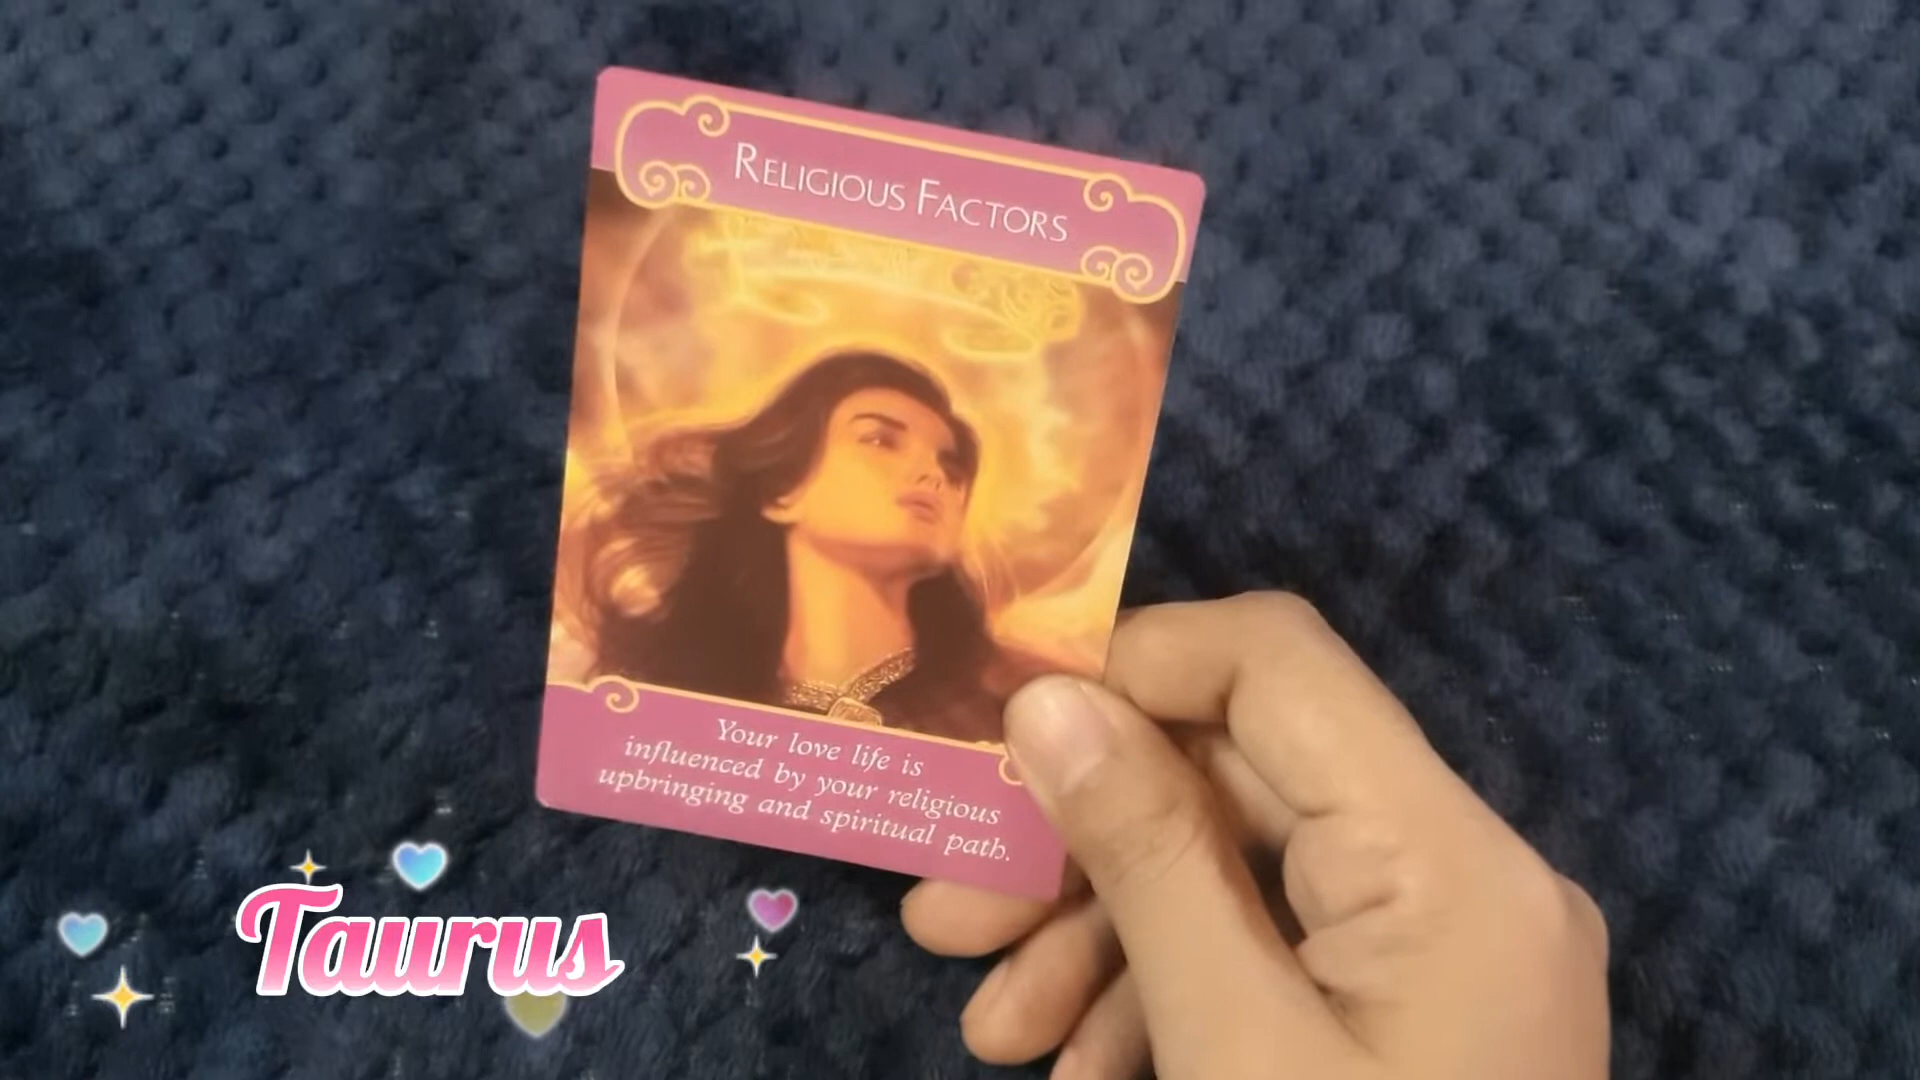 Religious Factors
Your love life is
influenced by your religious
upbringing and spiritual path.
Taurus